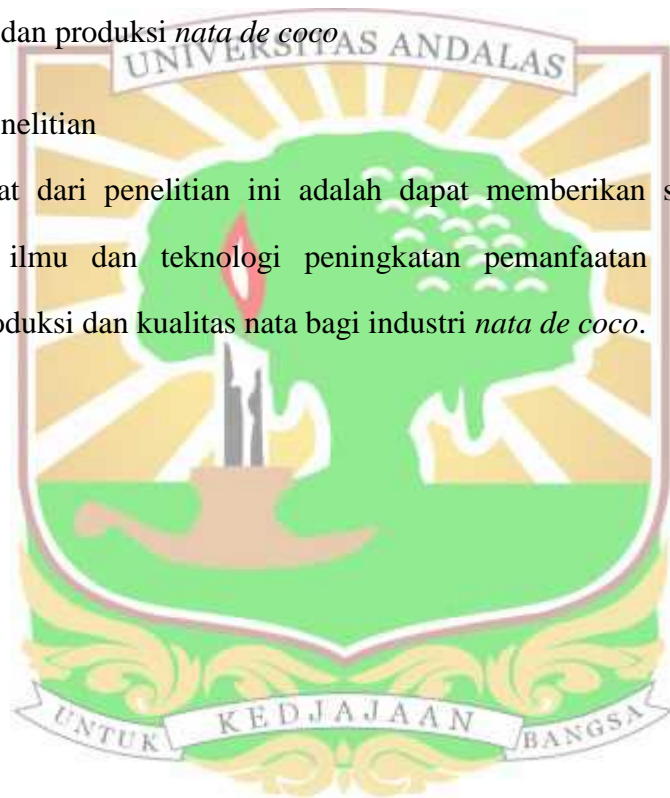 dan produksi nata de coco
UNIVERSITAS ANDALAS
nelitian
at dari penelitian ini adalah dapat memberikan s
ilmu dan teknologi peningkatan pemanfaatan
oduksi dan kualitas nata bagi industri nata de coco.
UNTUK KEDJAJAAN BANGSA